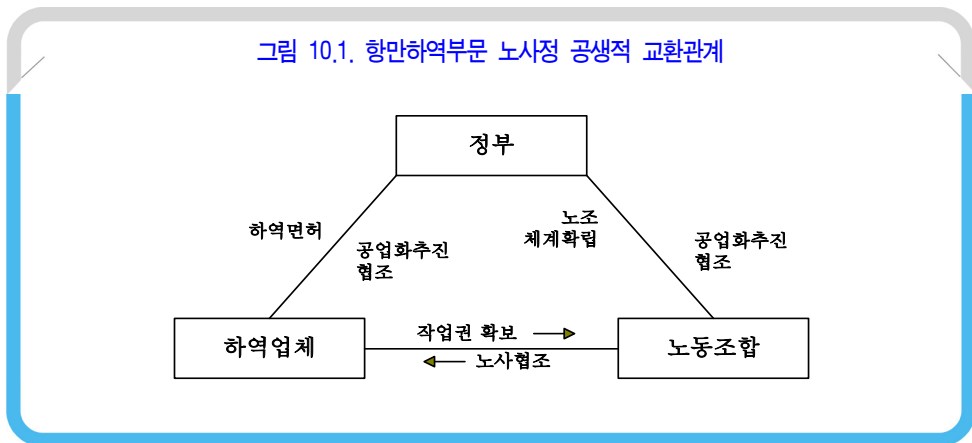 그림 10.1. 항만하역부문 노사정 공생적 교환관계
정부
하역면허
공업화추진
협조
노조
체계확립
공업화추진
협조
하역업체
작업권 확보
노사협조
노동조합